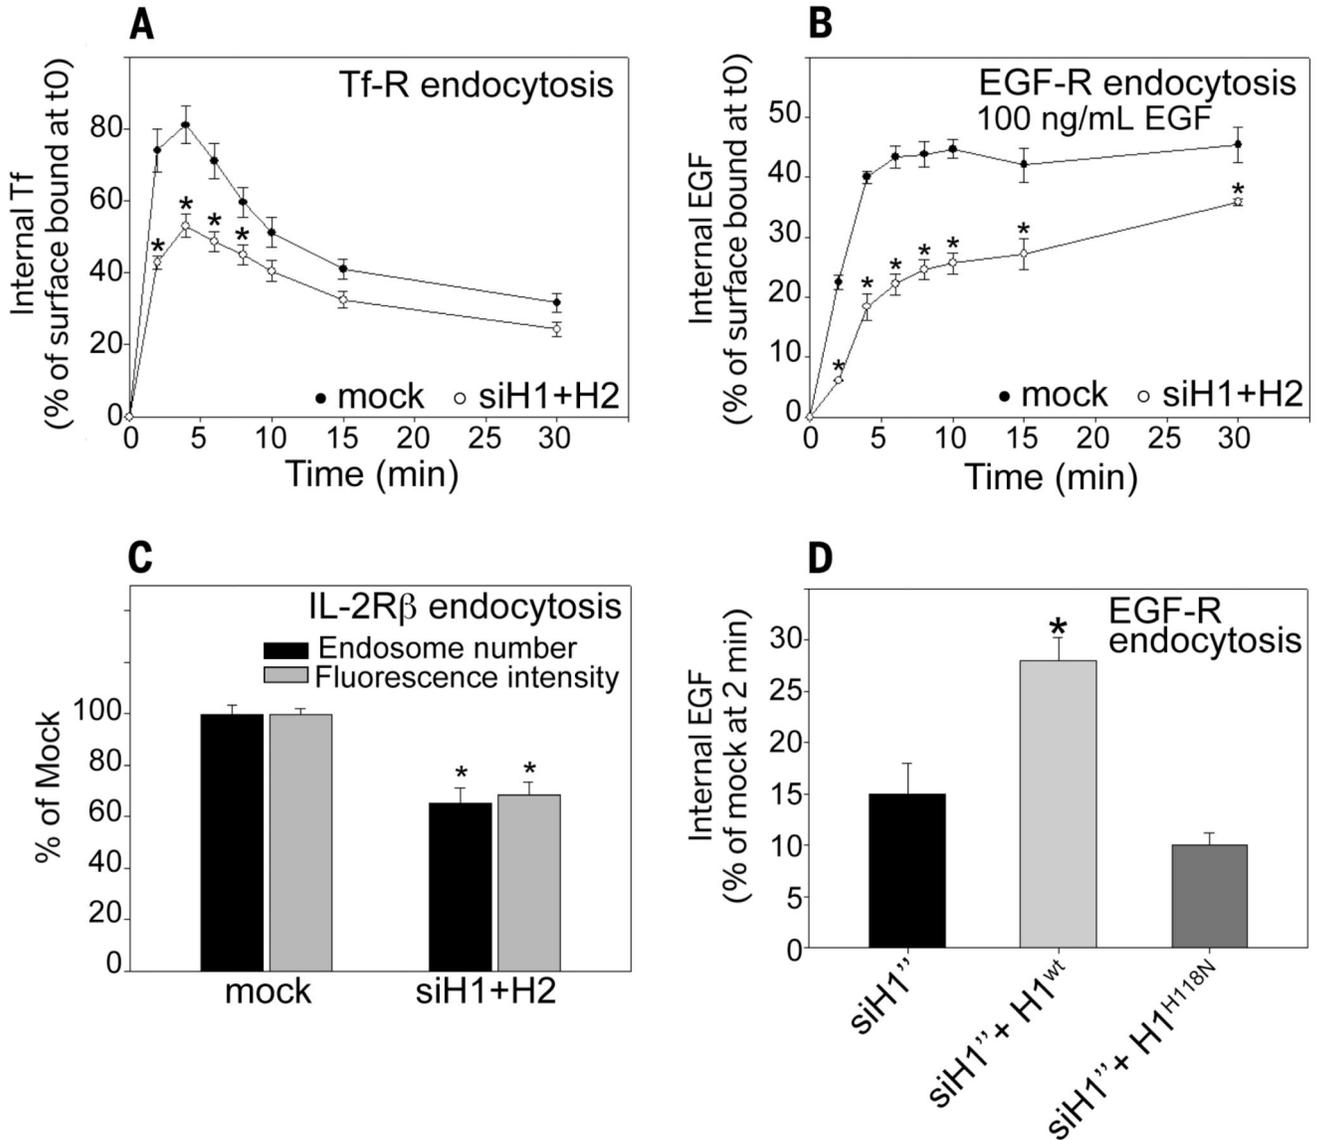 A
Tf-R endocytosis
Internal Tf
(% of surface bound at t0)
80
60
40
20
0
* * * *
mock siH1+H2
0 5 10 15 20 25 30
Time (min)
B
EGF-R endocytosis
100 ng/mL EGF
Internal EGF
(% of surface bound at t0)
50
40
30
20
10
0
* * * * * * *
mock siH1+H2
0 5 10 15 20 25 30
Time (min)
C
IL-2Rβ endocytosis
Endosome number
Fluorescence intensity
% of Mock
100
80
60
40
20
0
* *
mock siH1+H2
D
EGF-R
endocytosis
Internal EGF
(% of mock at 2 min)
30
25
20
15
10
5
0
*
siH1”
siH1”+ H1wt
siH1”+ H1H118N